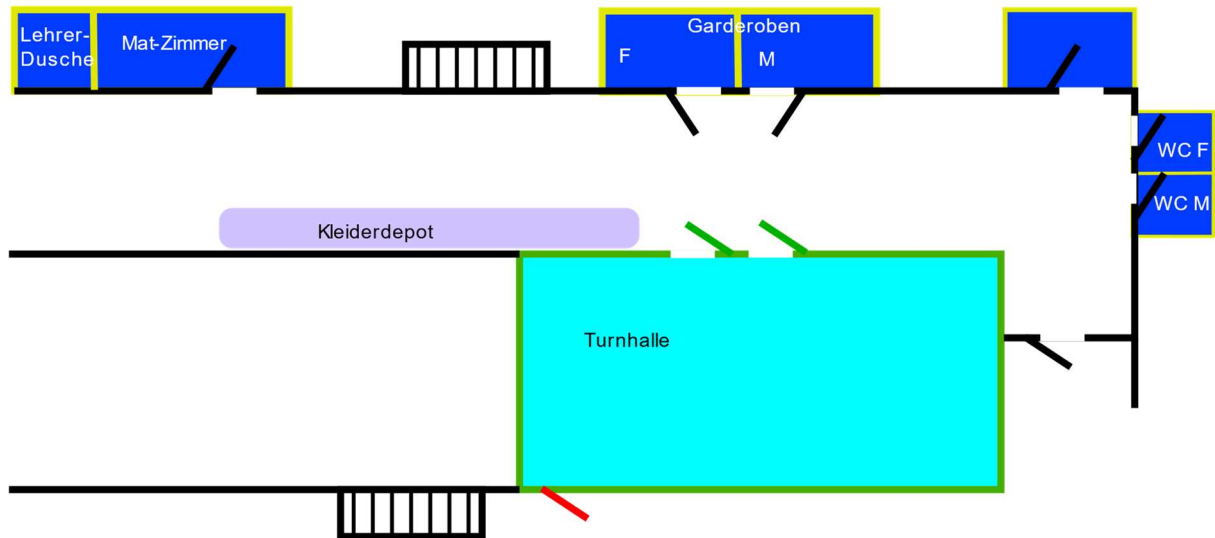 Lehrer-
Dusche
Mat-Zimmer
Garderoben
F
M
WC F
WC M
Kleiderdepot
Turnhalle